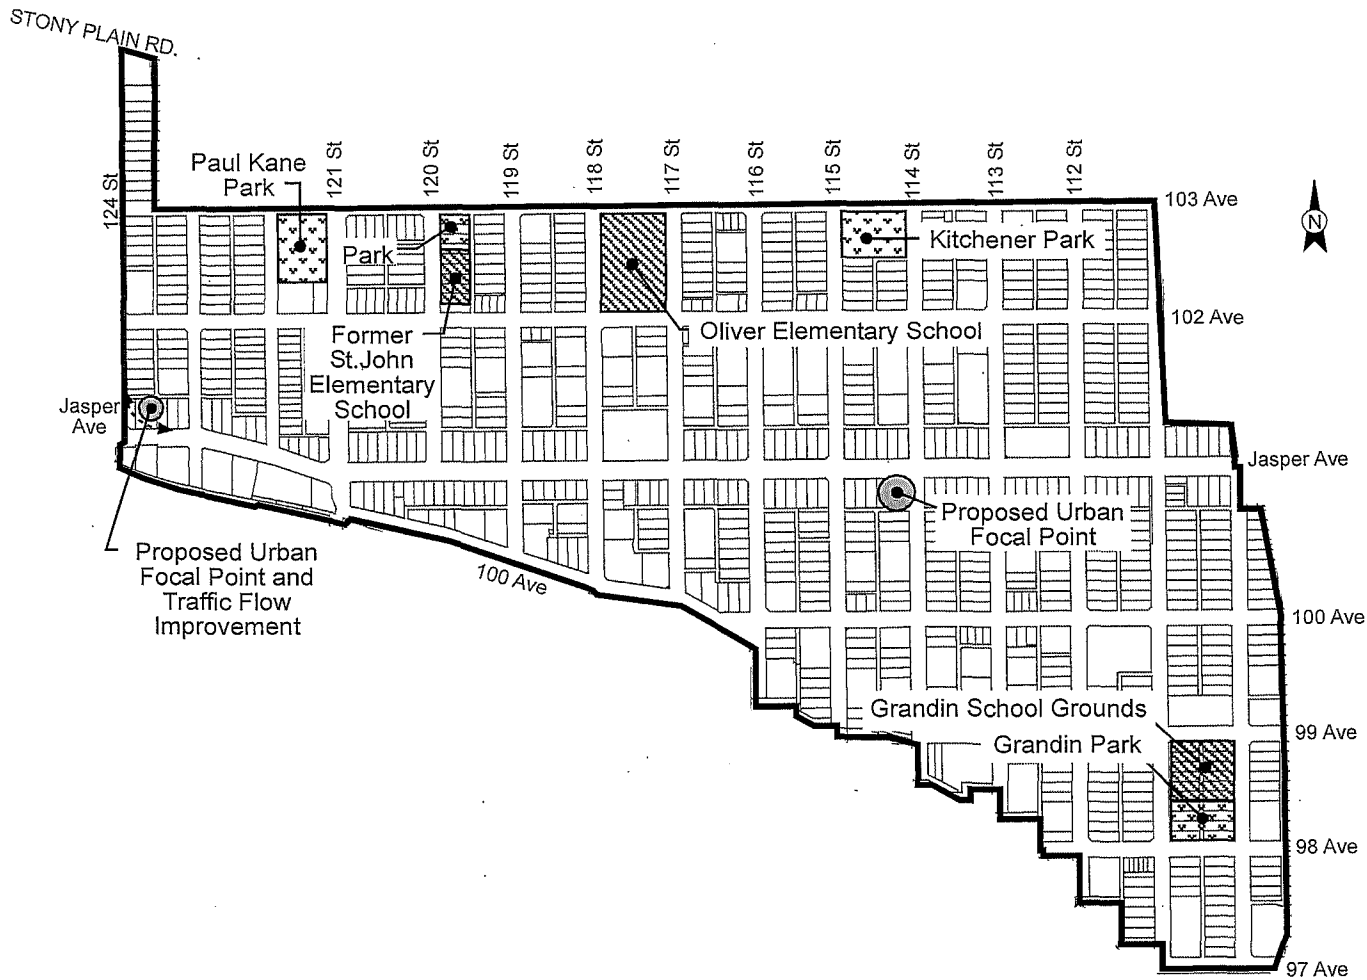 STONY PLAIN RD.
124 St
Paul Kane
Park
121 St
120 St
119 St
118 St
117 St
116 St
115 St
114 St
113 St
112 St
103 Ave
N
Park
Kitchener Park
Former
St.John
Elementary
School
Oliver Elementary School
102 Ave
Jasper
Ave
Jasper Ave
Proposed Urban
Focal Point
Proposed Urban
Focal Point and
Traffic Flow
Improvement
100 Ave
100 Ave
Grandin School Grounds
Grandin Park
99 Ave
98 Ave
97 Ave